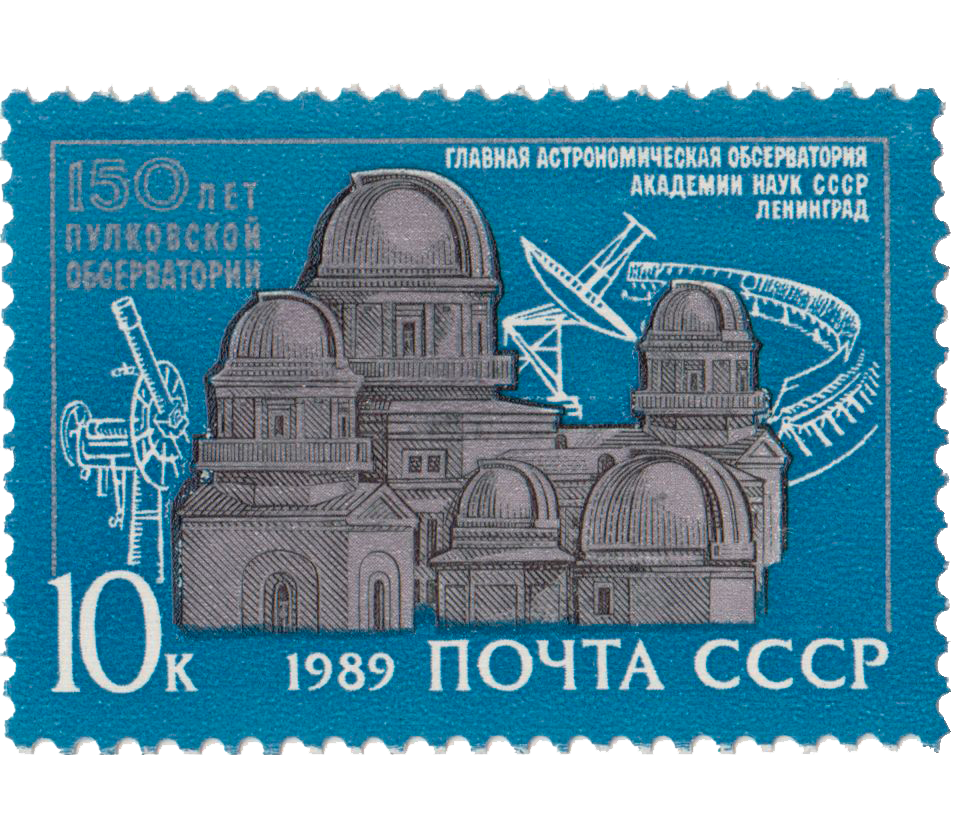 150 ЛЕТ
ПУЛКОВСКОЙ
ОБСЕРВАТОРИИ
ГЛАВНАЯ АСТРОНОМИЧЕСКАЯ ОБСЕРВАТОРИЯ
АКАДЕМИИ НАУК СССР
ЛЕНИНГРАД
10к 1989 ПОЧТА СССР